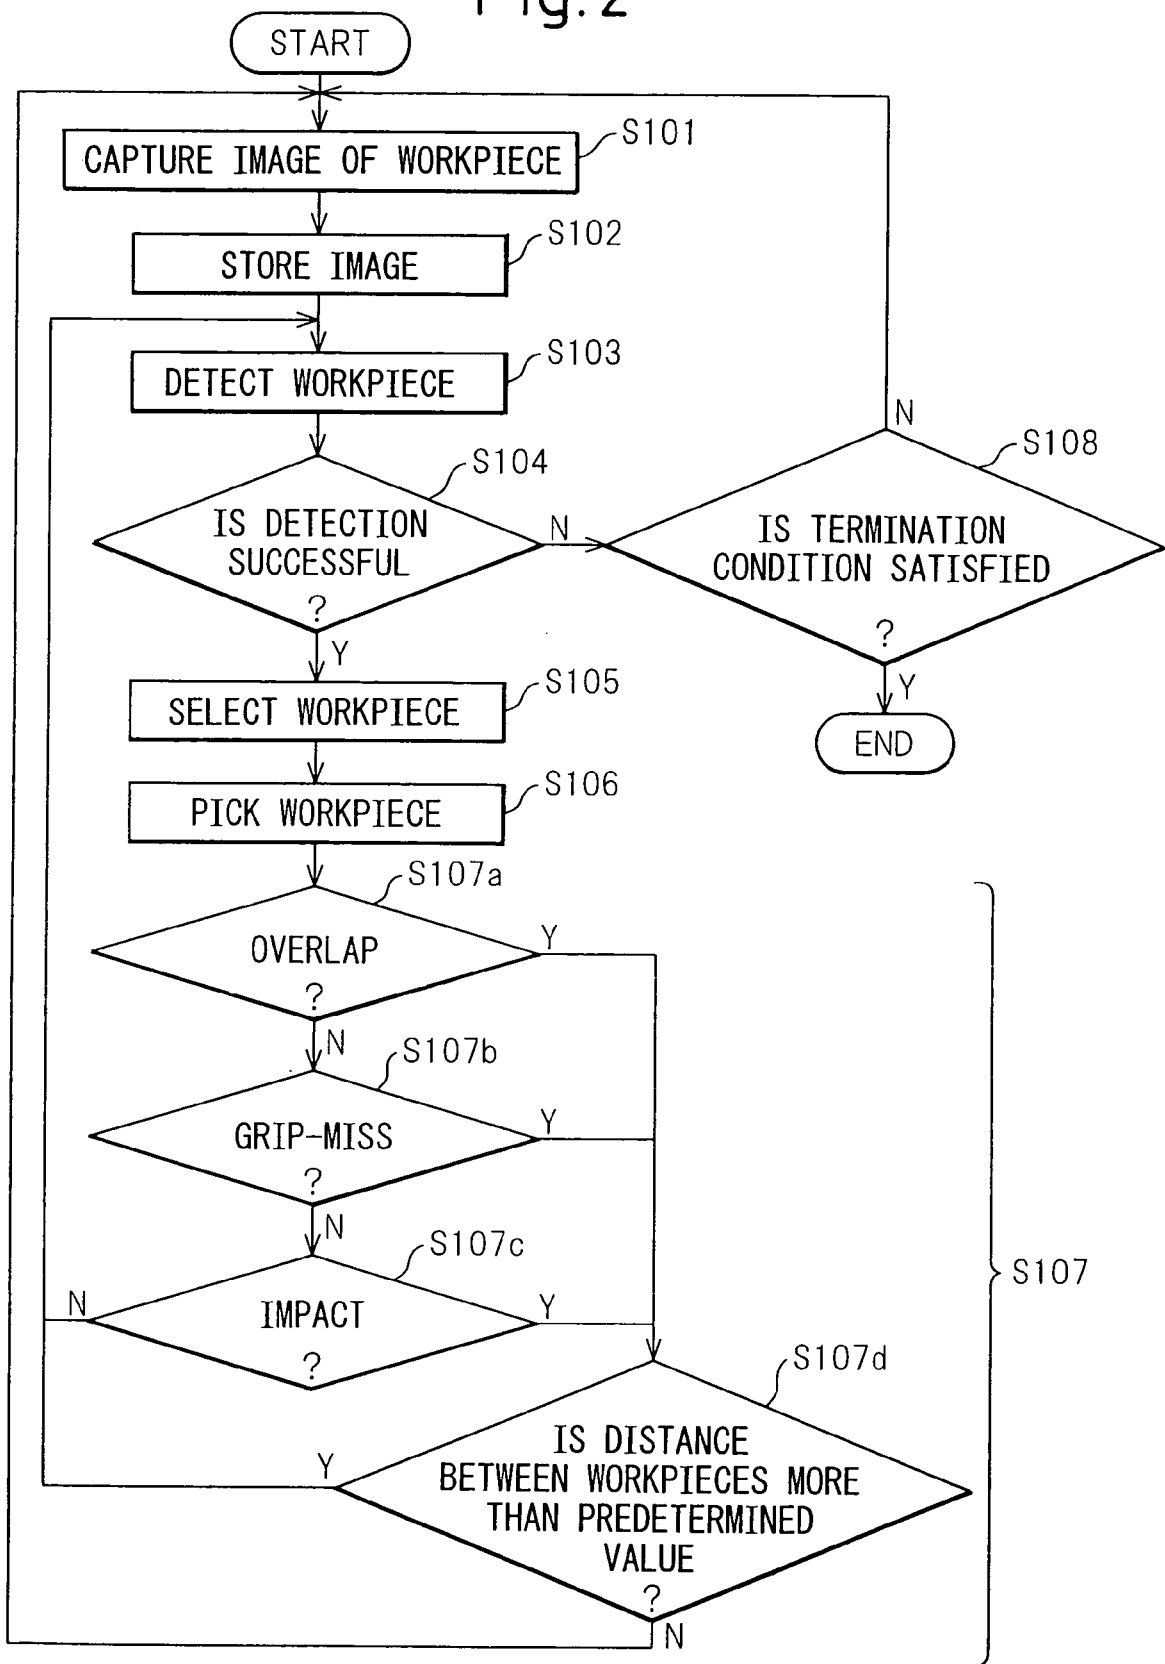 Fig. 2
START
S101
CAPTURE IMAGE OF WORKPIECE
S102
STORE IMAGE
S103
DETECT WORKPIECE
N
S104
S108
IS DETECTION
SUCCESSFUL
?
N
IS TERMINATION
CONDITION SATISFIED
?
Y
Y
S105
SELECT WORKPIECE
END
S106
PICK WORKPIECE
S107a
OVERLAP
?
Y
N
S107b
GRIP-MISS
?
Y
N
S107c
S107
N
IMPACT
?
Y
S107d
Y
IS DISTANCE
BETWEEN WORKPIECES MORE
THAN PREDETERMINED
VALUE
?
N